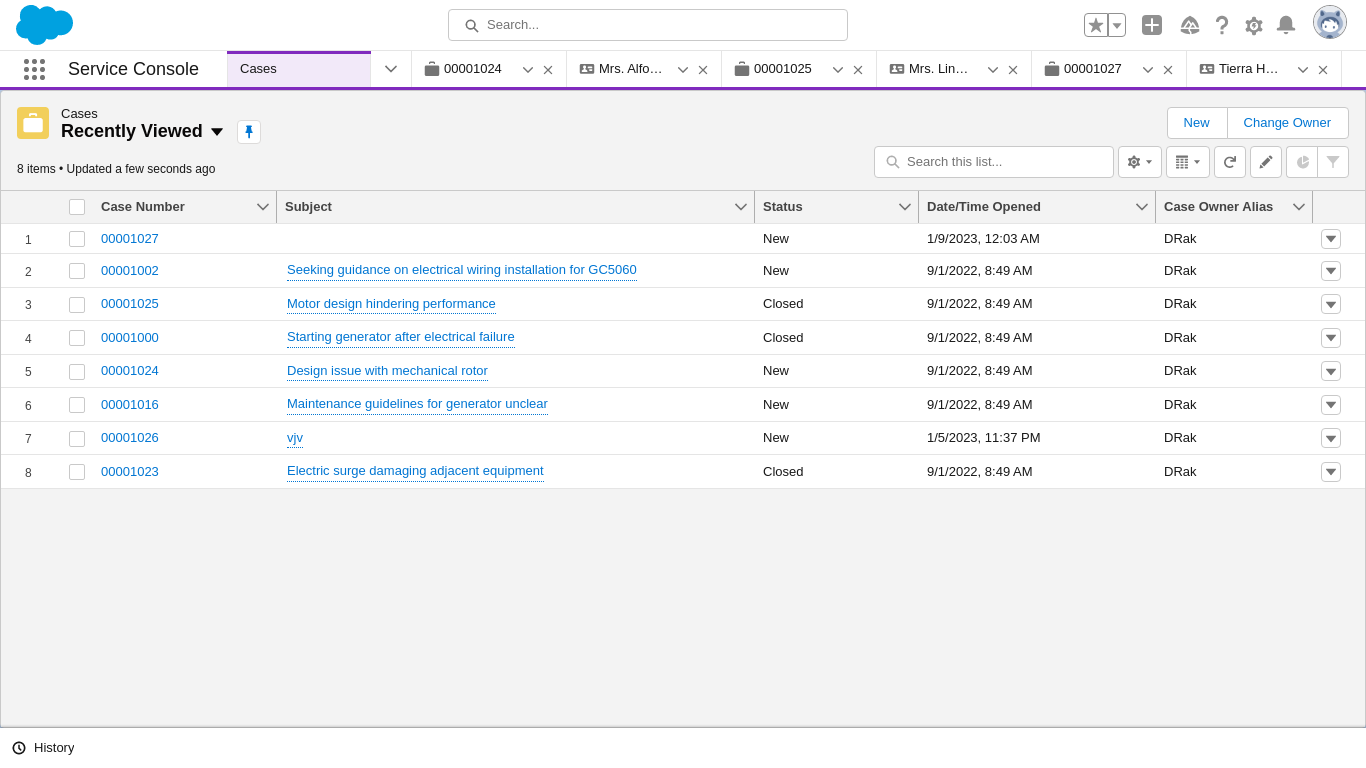 Search...
Service Console
Cases
00001024
Mrs. Alfo…
00001025
Mrs. Lin…
00001027
Tierra H…
Cases
Recently Viewed
New
Change Owner
8 items • Updated a few seconds ago
Search this list...
Case Number Subject Status Date/Time Opened Case Owner Alias
1 00001027 New 1/9/2023, 12:03 AM DRak
2 00001002 Seeking guidance on electrical wiring installation for GC5060 New 9/1/2022, 8:49 AM DRak
3 00001025 Motor design hindering performance Closed 9/1/2022, 8:49 AM DRak
4 00001000 Starting generator after electrical failure Closed 9/1/2022, 8:49 AM DRak
5 00001024 Design issue with mechanical rotor New 9/1/2022, 8:49 AM DRak
6 00001016 Maintenance guidelines for generator unclear New 9/1/2022, 8:49 AM DRak
7 00001026 vjv New 1/5/2023, 11:37 PM DRak
8 00001023 Electric surge damaging adjacent equipment Closed 9/1/2022, 8:49 AM DRak
History